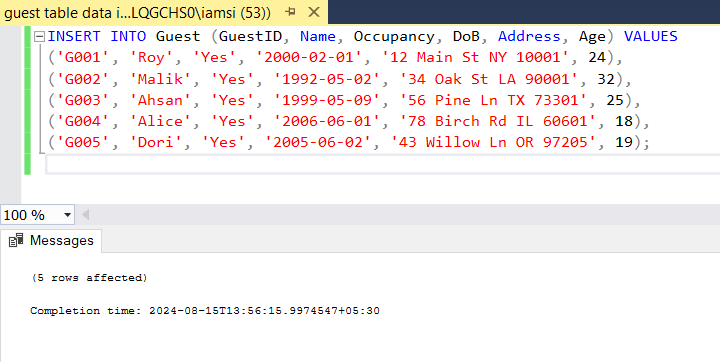 guest table data i...LQGCHS0\iamsi (53))
INSERT INTO Guest (GuestID, Name, Occupancy, DoB, Address, Age) VALUES
('G001', 'Roy', 'Yes', '2000-02-01', '12 Main St NY 10001', 24),
('G002', 'Malik', 'Yes', '1992-05-02', '34 Oak St LA 90001', 32),
('G003', 'Ahsan', 'Yes', '1999-05-09', '56 Pine Ln TX 73301', 25),
('G004', 'Alice', 'Yes', '2006-06-01', '78 Birch Rd IL 60601', 18),
('G005', 'Dori', 'Yes', '2005-06-02', '43 Willow Ln OR 97205', 19);
100 %
Messages
(5 rows affected)
Completion time: 2024-08-15T13:56:15.9974547+05:30